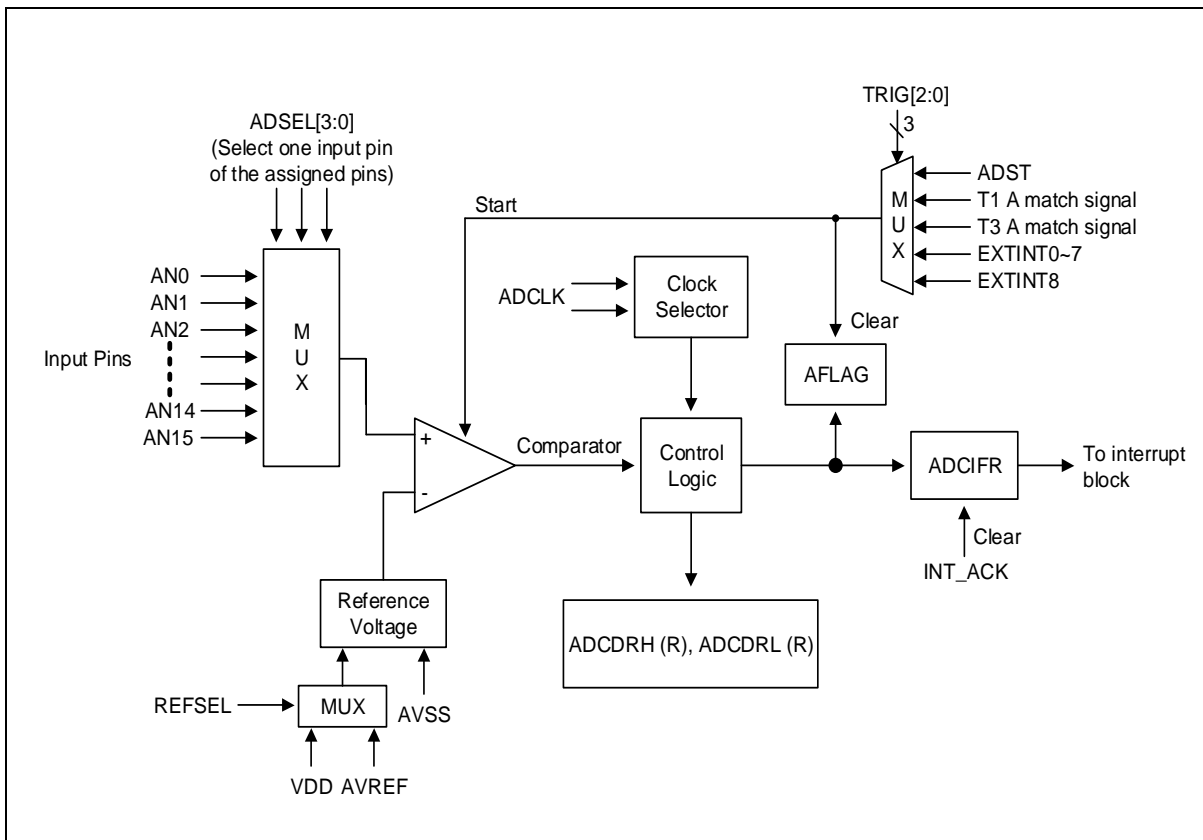 TRIG[2:0]
3
ADSEL[3:0]
(Select one input pin
of the assigned pins)
ADST
T1 A match signal
T3 A match signal
EXTINT0~7
EXTINT8
M
U
X
Start
Clear
AN0
AN1
AN2
AN14
AN15
Input Pins
M
U
X
ADCLK
Clock
Selector
AFLAG
+
-
Comparator
Control
Logic
ADCIFR
To interrupt
block
Clear
INT_ACK
Reference
Voltage
ADCDRH (R), ADCDRL (R)
REFSEL
MUX
AVSS
VDD AVREF